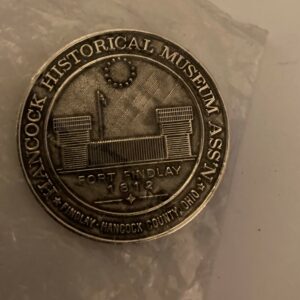 HANCOCK HISTORICAL MUSEUM ASS'N.
FORT FINDLAY
1812
FINDLAY - HANCOCK COUNTY, OHIO